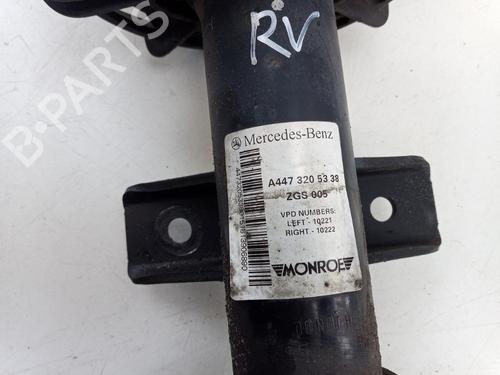 RV
B-PARTS
Mercedes-Benz
A447 320 53 38
ZGS 005
VPD NUMBERS:
LEFT - 10221
RIGHT - 10222
MONROE